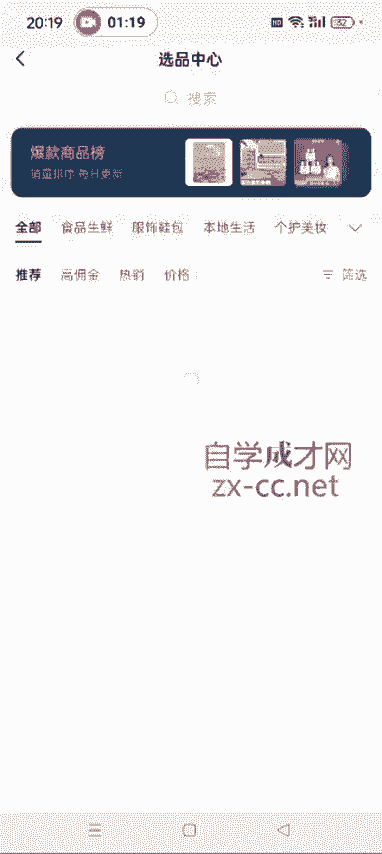 20:19 01:19 HD 5G 82
选品中心
搜索
爆款商品榜
销量排序 每日更新
全部 食品生鲜 服饰鞋包 本地生活 个护美妆
推荐 高佣金 热销 价格 筛选
自学成才网
zx-cc.net